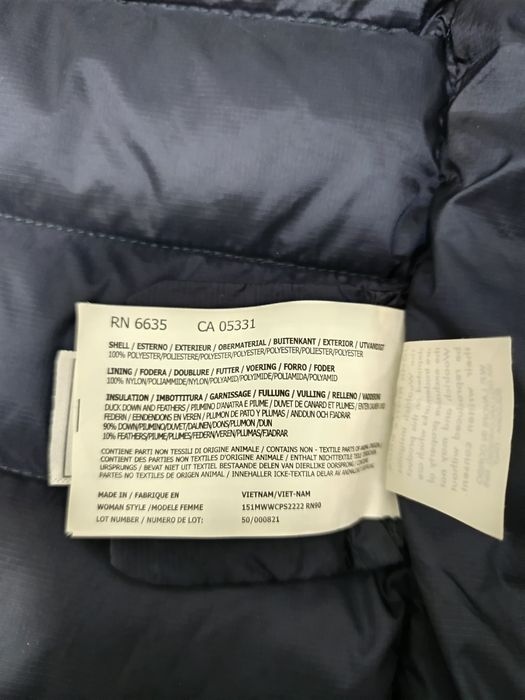 RN 6635 CA 05331
SHELL / ESTERNO / EXTERIEUR / OBERMATERIAL / BUITENKANT / EXTERIOR / UTVANDIGT
100% POLYESTER/POLIESTERE/POLYESTER/POLYESTER/POLYESTER/POLIESTER/POLYESTER
LINING / FODERA / DOUBLURE / FUTTER / VOERING / FORRO / FODER
100% NYLON/POLIAMMIDE/NYLON/POLYAMID/POLYIMIDE/POLIAMIDA/POLYAMID
INSULATION / IMBOTTITURA / GARNISSAGE / FULLUNG / VULLING / RELLENO / VADDERING
DUCK DOWN AND FEATHERS / PIUMINO D'ANATRA E PIUME / DUVET DE CANARD ET PLUMES / ENTEN DAUNEN UND
FEDERN / EENDENDONS EN VEREN / PLUMON DE PATO Y PLUMAS / ANDDUN OCH FJADRAR
90% DOWN/PIUMINO/DUVET/DAUNEN/DONS/PLUMON /DUN
10% FEATHERS/PIUME/PLUMES/FEDERN/VEREN/PLUMAS/FJADRAR
CONTIENE PARTI NON TESSILI DI ORIGINE ANIMALE / CONTAINS NON - TEXTILE PARTS OF ANIMAL
CONTIENT DES PARTIES NON TEXTILES D'ORIGINE ANIMALE / ENTHALT NICHTTEXTILE TEILE TIERISCHEN
URSPRUNGS / BEVAT NIET UIT TEXTIEL BESTAANDE DELEN VAN DIERLIJKE OORSPRONG /
PARTES NO TEXTILES DE ORIGEN ANIMAL / INNEHALLER ICKE-TEXTILA DELAR AV
MADE IN / FABRIQUE EN VIETNAM/VIET-NAM
WOMAN STYLE /MODELE FEMME 151MWWCPS2222 RN90
LOT NUMBER / NUMERO DE LOT: 50/000821